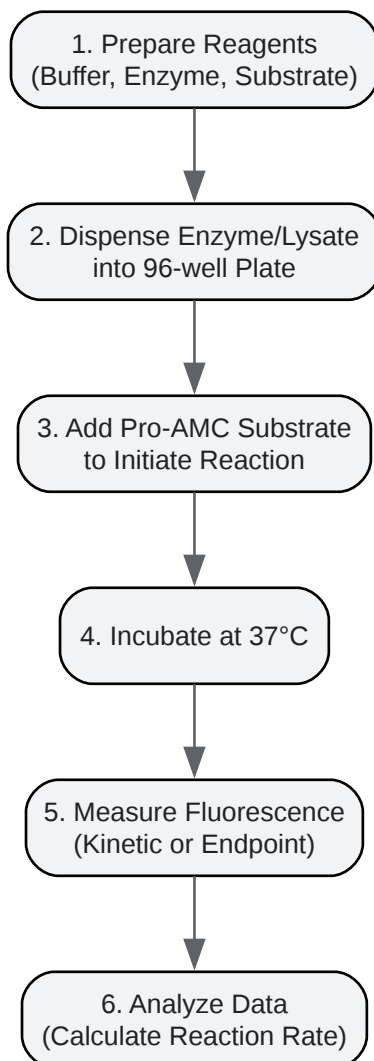 1. Prepare Reagents
(Buffer, Enzyme, Substrate)
2. Dispense Enzyme/Lysate
into 96-well Plate
3. Add Pro-AMC Substrate
to Initiate Reaction
4. Incubate at 37°C
5. Measure Fluorescence
(Kinetic or Endpoint)
6. Analyze Data
(Calculate Reaction Rate)